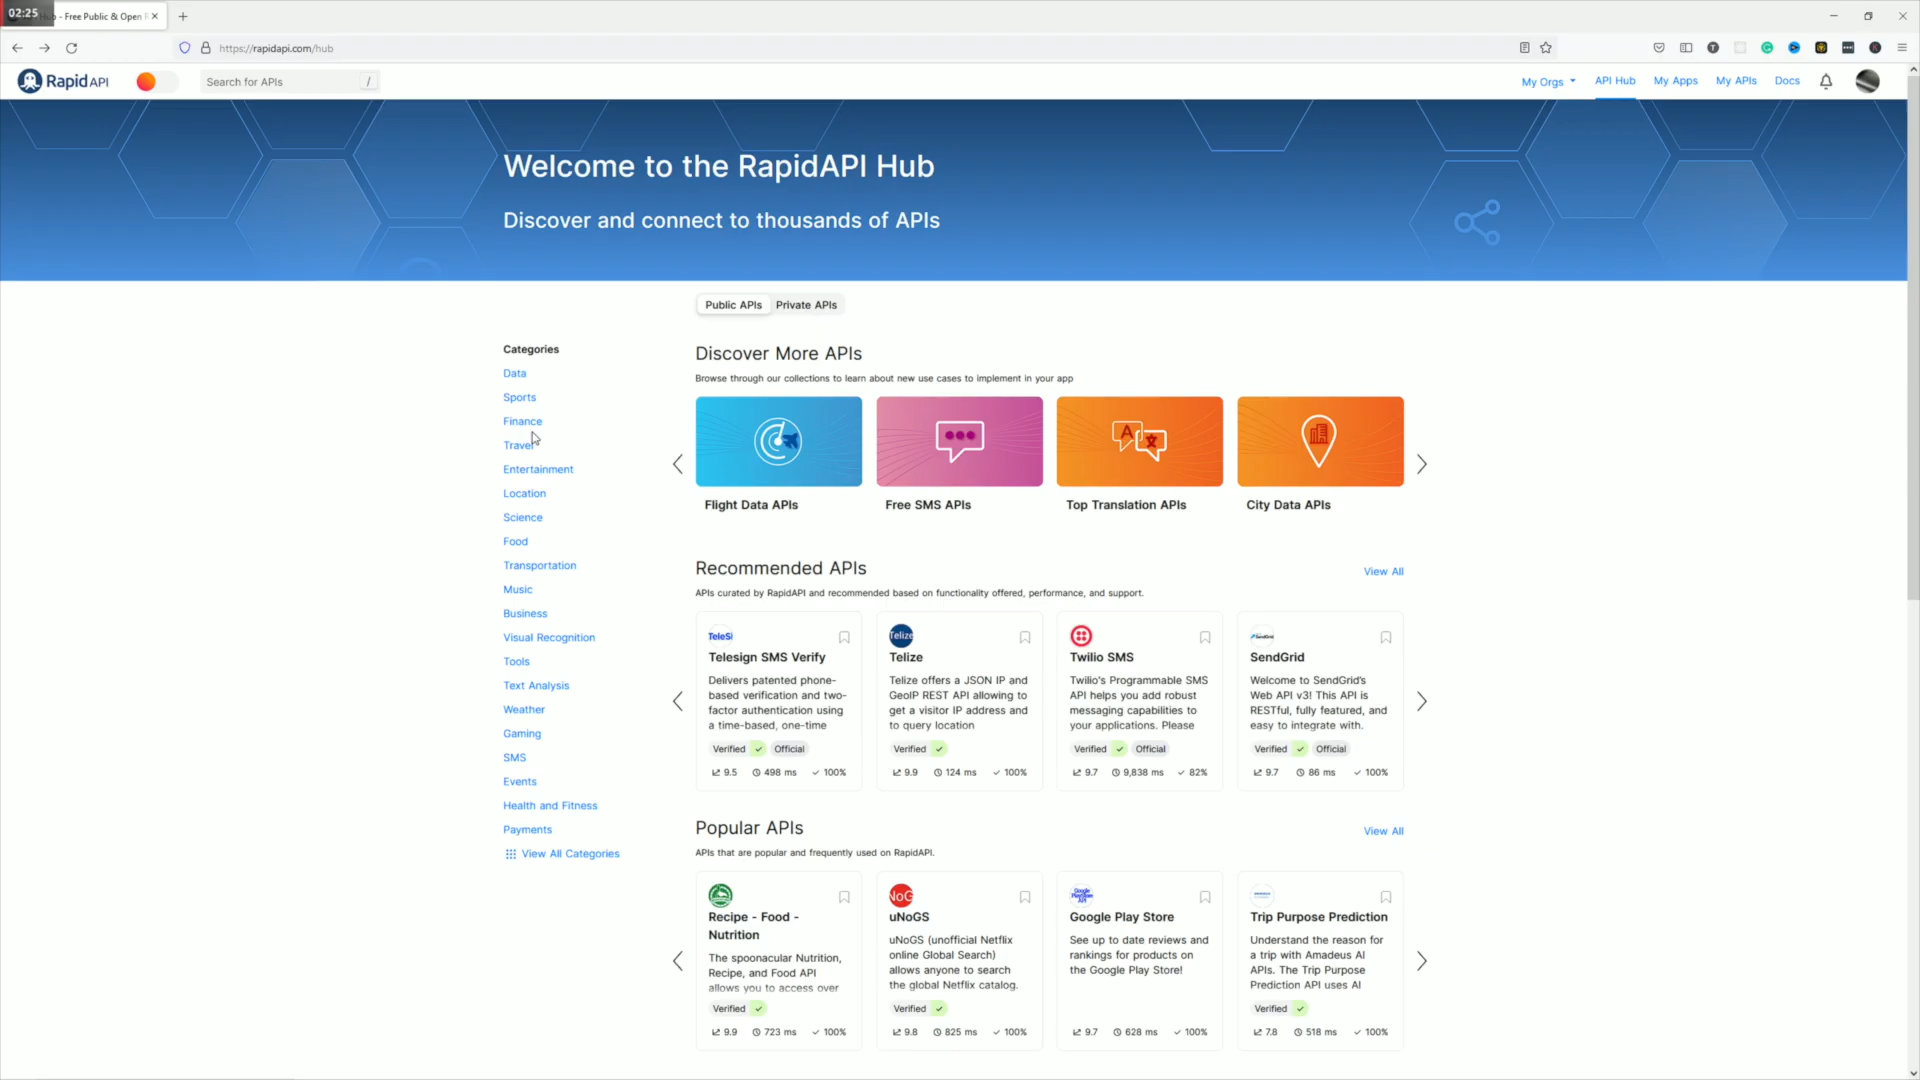 02:25
- Free Public & Open
https://rapidapi.com/hub
Rapid API
Search for APIs
/
My Orgs
API Hub
My Apps
My APIs
Docs
Welcome to the RapidAPI Hub
Discover and connect to thousands of APIs
Public APIs
Private APIs
Categories
Data
Sports
Finance
Travel
Entertainment
Location
Science
Food
Transportation
Music
Business
Visual Recognition
Tools
Text Analysis
Weather
Gaming
SMS
Events
Health and Fitness
Payments
View All Categories
Discover More APIs
Browse through our collections to learn about new use cases to implement in your app
Flight Data APIs
Free SMS APIs
Top Translation APIs
City Data APIs
Recommended APIs
View All
APIs curated by RapidAPI and recommended based on functionality offered, performance, and support.
TeleSi
Telesign SMS Verify
Delivers patented phone-
based verification and two-
factor authentication using
a time-based, one-time
Verified
Official
9.5
498 ms
100%
Telize
Telize
Telize offers a JSON IP and
GeoIP REST API allowing to
get a visitor IP address and
to query location
Verified
9.9
124 ms
100%
Twilio SMS
Twilio's Programmable SMS
API helps you add robust
messaging capabilities to
your applications. Please
Verified
Official
9.7
9,838 ms
82%
SendGrid
SendGrid
Welcome to SendGrid's
Web API v3! This API is
RESTful, fully featured, and
easy to integrate with.
Verified
Official
9.7
86 ms
100%
Popular APIs
View All
APIs that are popular and frequently used on RapidAPI.
Recipe - Food -
Nutrition
The spoonacular Nutrition,
Recipe, and Food API
allows you to access over
Verified
9.9
723 ms
100%
NoG
uNoGS
uNoGS (unofficial Netflix
online Global Search)
allows anyone to search
the global Netflix catalog.
Verified
9.8
825 ms
100%
Google
PlayStore
API
Google Play Store
See up to date reviews and
rankings for products on
the Google Play Store!
9.7
628 ms
100%
Trip Purpose Prediction
Understand the reason for
a trip with Amadeus AI
APIs. The Trip Purpose
Prediction API uses AI
Verified
7.8
518 ms
100%